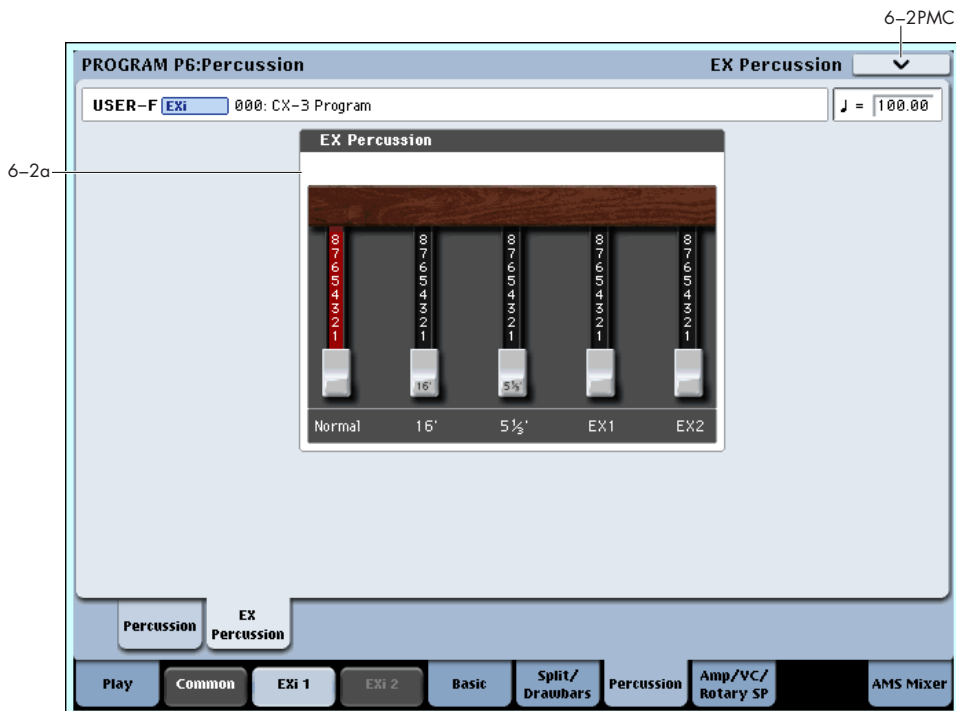 6–2PMC
PROGRAM P6:Percussion
EX Percussion
USER–F EXi 000: CX–3 Program
♩ = 100.00
6–2a
EX Percussion
8 8 8 8 8
7 7 7 7 7
6 6 6 6 6
5 5 5 5 5
4 4 4 4 4
3 3 3 3 3
2 2 2 2 2
1 1 1 1 1
16' 5⅓'
Normal 16' 5⅓' EX1 EX2
Percussion
EX
Percussion
Play
Common
EXi 1
EXi 2
Basic
Split/
Drawbars
Percussion
Amp/VC/
Rotary SP
AMS Mixer